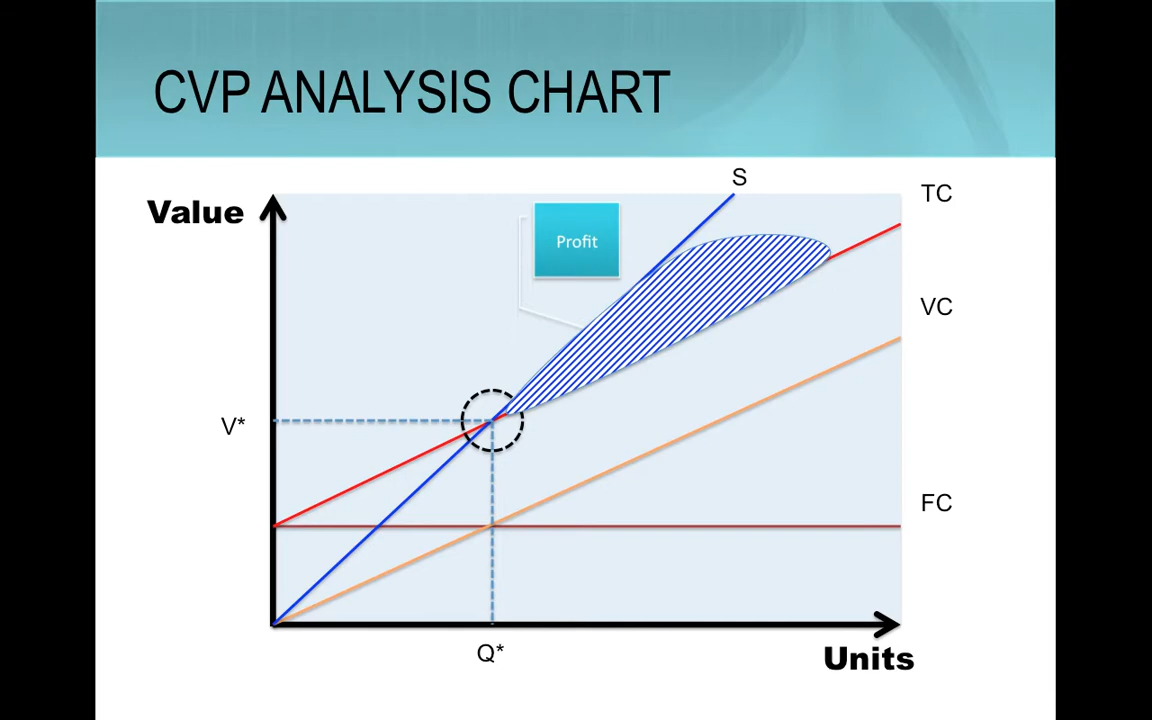 CVP ANALYSIS CHART
S
TC
Value
Profit
VC
V*
FC
Q*
Units